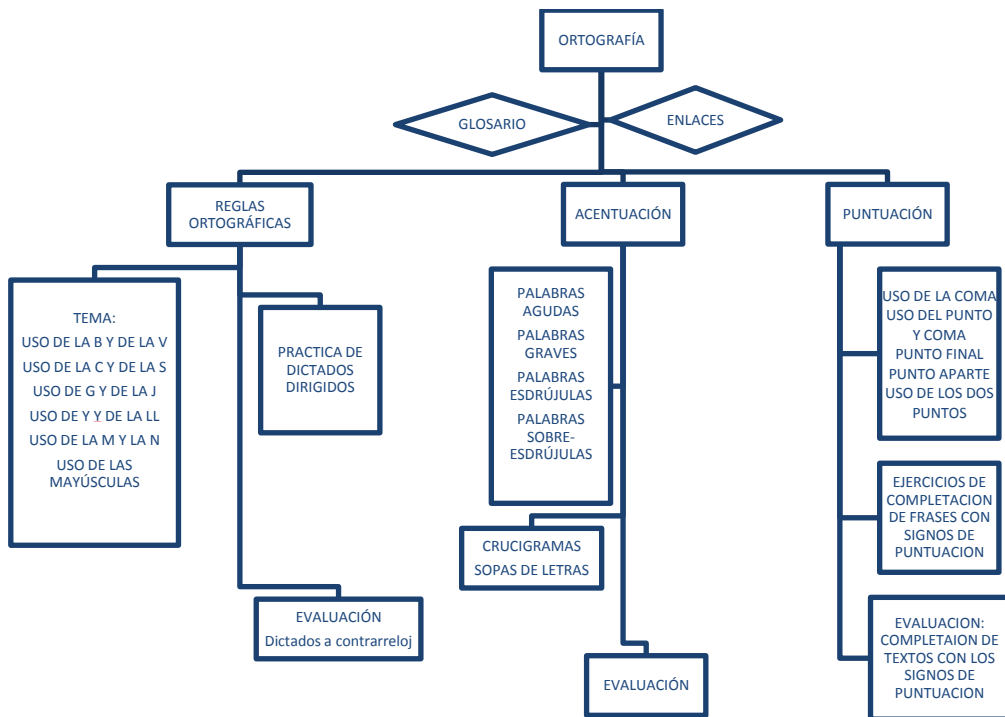 ORTOGRAFÍA
GLOSARIO
ENLACES
REGLAS
ORTOGRÁFICAS
ACENTUACIÓN
PUNTUACIÓN
TEMA:
USO DE LA B Y DE LA V
USO DE LA C Y DE LA S
USO DE G Y DE LA J
USO DE Y Y DE LA LL
USO DE LA M Y LA N
USO DE LAS
MAYÚSCULAS
PRACTICA DE
DICTADOS
DIRIGIDOS
EVALUACIÓN
Dictados a contrarreloj
PALABRAS
AGUDAS
PALABRAS
GRAVES
PALABRAS
ESDRÚJULAS
PALABRAS
SOBRE-
ESDRÚJULAS
CRUCIGRAMAS
SOPAS DE LETRAS
EVALUACIÓN
USO DE LA COMA
USO DEL PUNTO
Y COMA
PUNTO FINAL
PUNTO APARTE
USO DE LOS DOS
PUNTOS
EJERCICIOS DE
COMPLETACION
DE FRASES CON
SIGNOS DE
PUNTUACION
EVALUACION:
COMPLETAION DE
TEXTOS CON LOS
SIGNOS DE
PUNTUACION